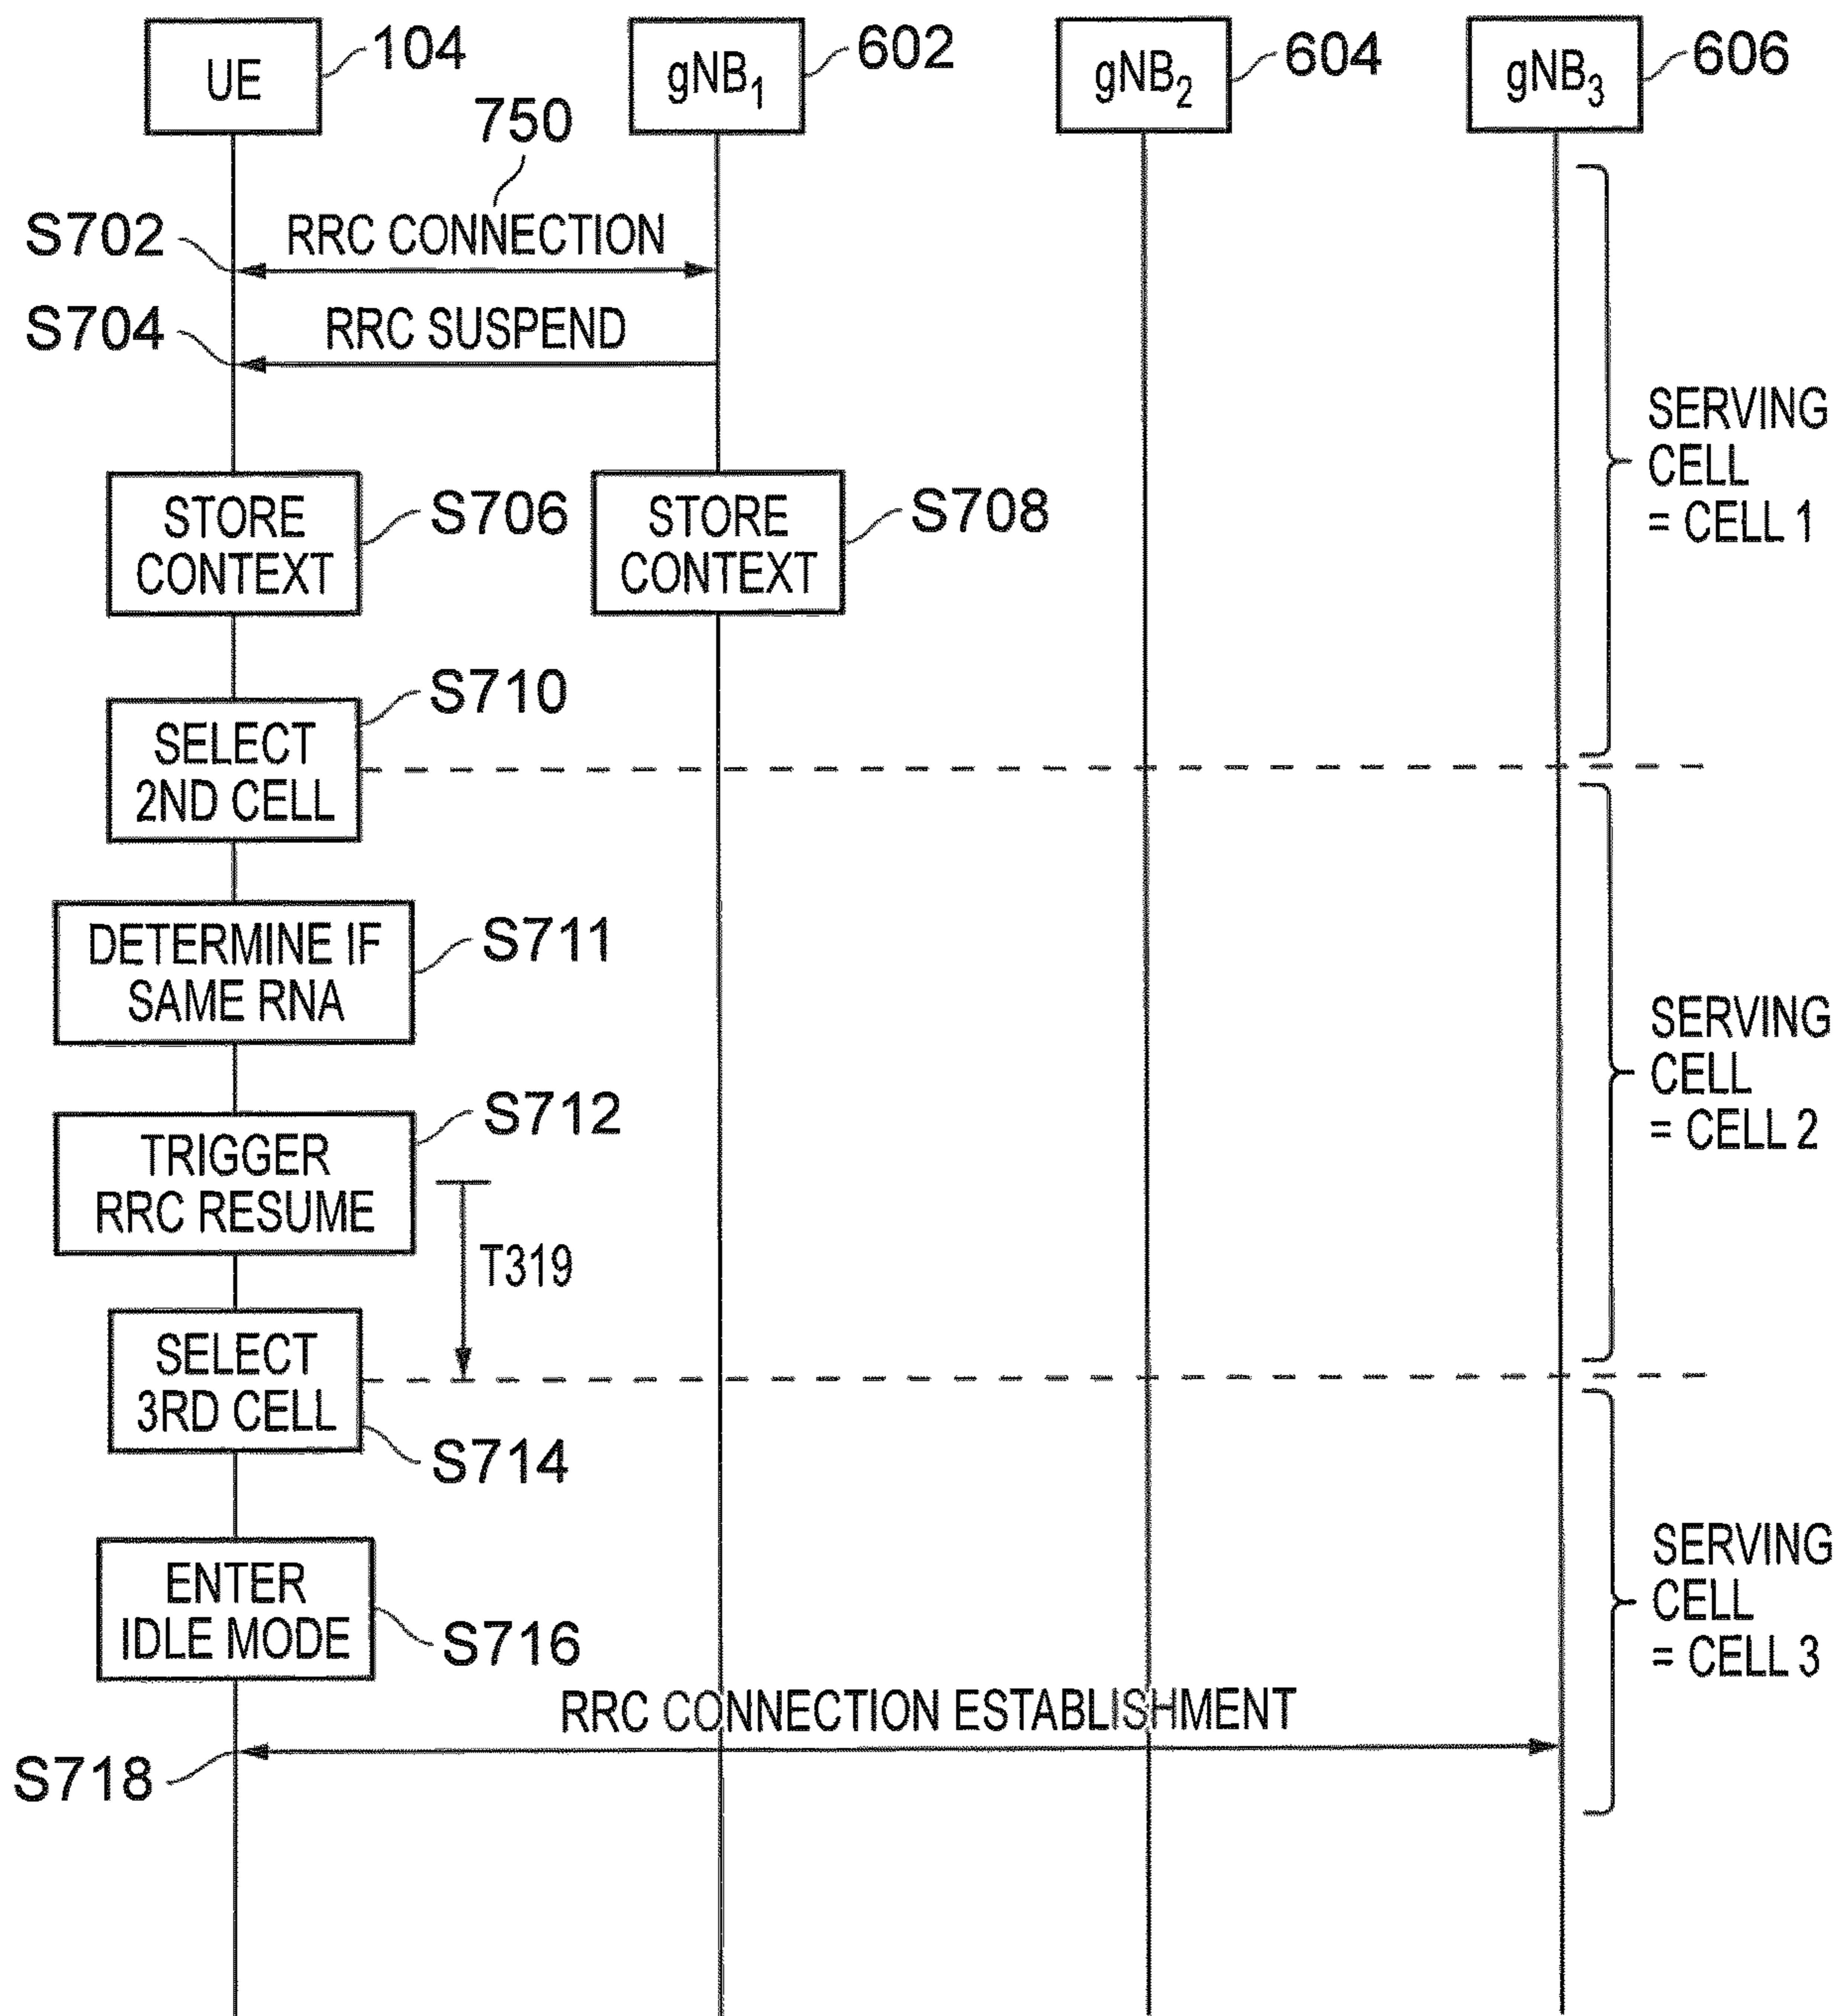 UE
104
gNB1
602
gNB2
604
gNB3
606
750
S702
RRC CONNECTION
S704
RRC SUSPEND
SERVING
CELL
= CELL 1
STORE
CONTEXT
S706
STORE
CONTEXT
S708
SELECT
2ND CELL
S710
DETERMINE IF
SAME RNA
S711
SERVING
CELL
= CELL 2
TRIGGER
RRC RESUME
S712
T319
SELECT
3RD CELL
S714
ENTER
IDLE MODE
S716
SERVING
CELL
= CELL 3
RRC CONNECTION ESTABLISHMENT
S718